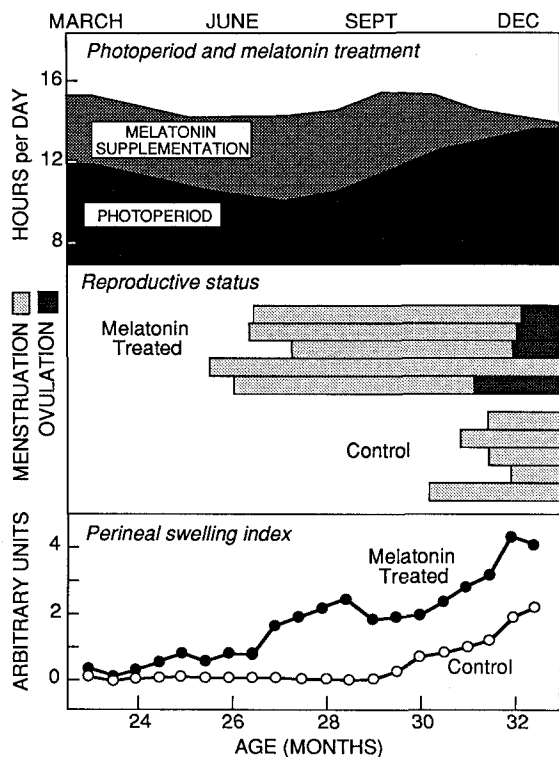 MARCH JUNE SEPT DEC
Photoperiod and melatonin treatment
HOURS per DAY
16
12
8
MELATONIN
SUPPLEMENTATION
PHOTOPERIOD
Reproductive status
MENSTRUATION
OVULATION
Melatonin
Treated
Control
Perineal swelling index
ARBITRARY UNITS
4
2
0
Melatonin
Treated
Control
24 26 28 30 32
AGE (MONTHS)